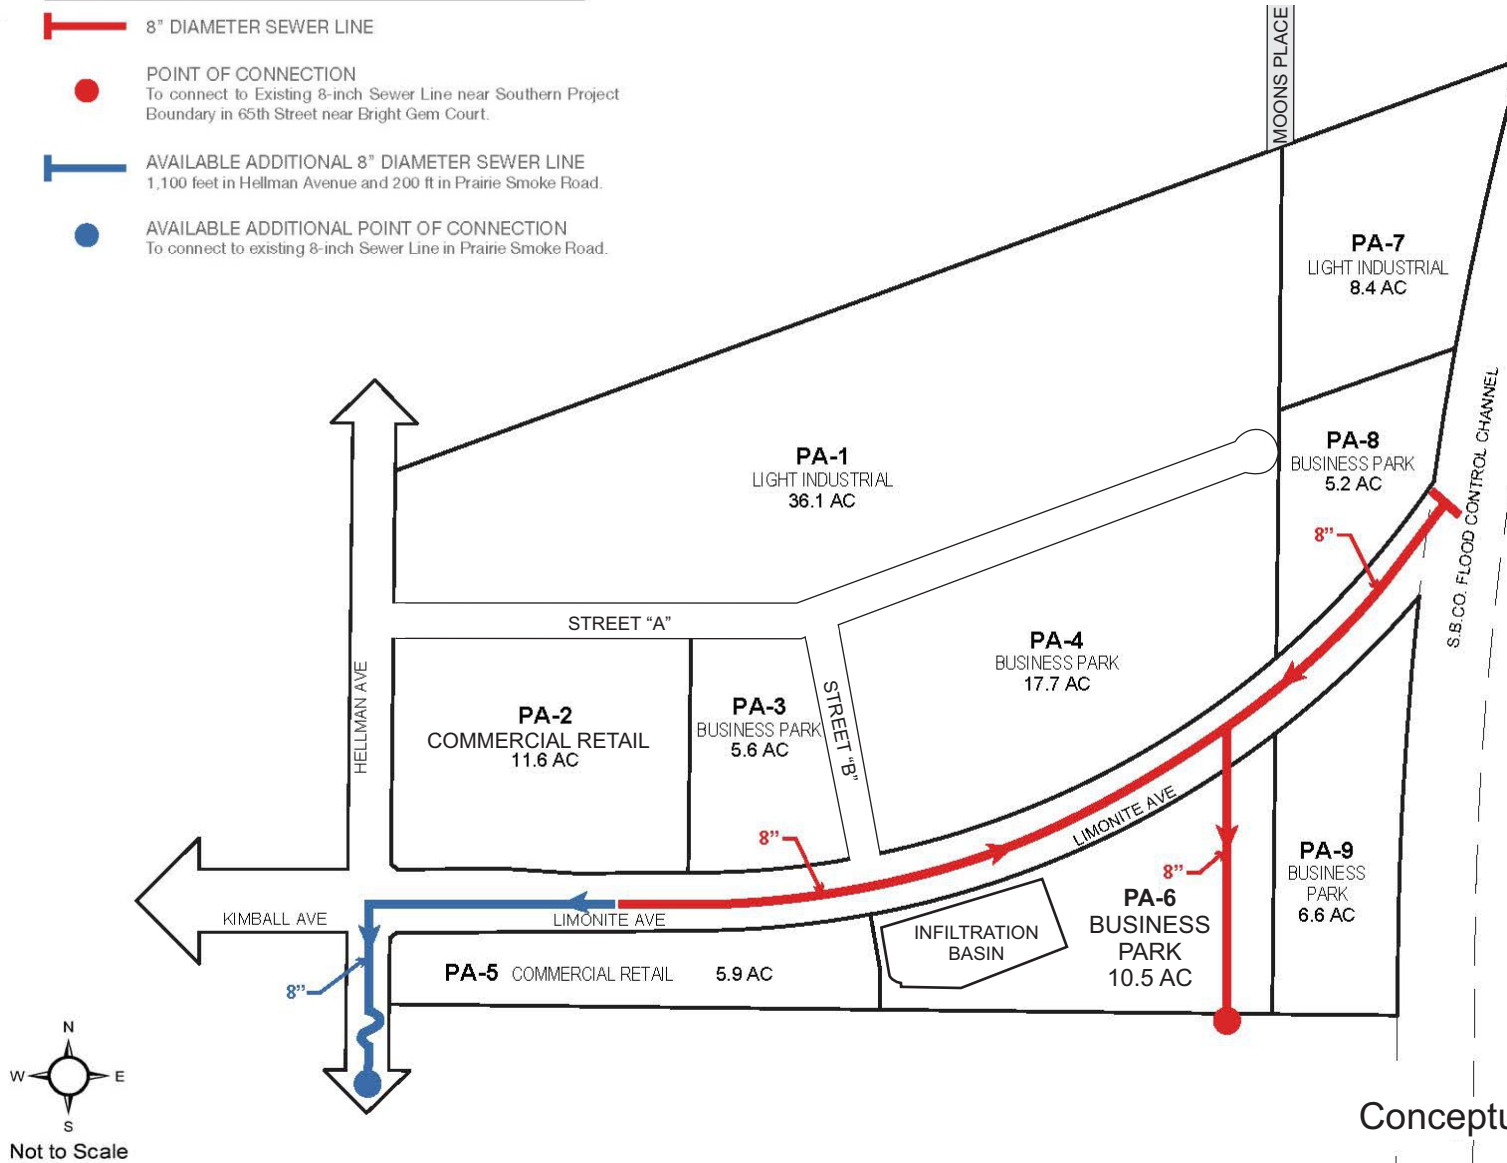 8” DIAMETER SEWER LINE
POINT OF CONNECTION
To connect to Existing 8-inch Sewer Line near Southern Project
Boundary in 65th Street near Bright Gem Court.
AVAILABLE ADDITIONAL 8” DIAMETER SEWER LINE
1,100 feet in Hellman Avenue and 200 ft in Prairie Smoke Road.
AVAILABLE ADDITIONAL POINT OF CONNECTION
To connect to existing 8-inch Sewer Line in Prairie Smoke Road.
MOONS PLACE
PA-7
LIGHT INDUSTRIAL
8.4 AC
PA-8
BUSINESS PARK
5.2 AC
S.B.CO. FLOOD CONTROL CHANNEL
PA-1
LIGHT INDUSTRIAL
36.1 AC
8”
STREET “A”
HELLMAN AVE
PA-2
COMMERCIAL RETAIL
11.6 AC
PA-3
BUSINESS PARK
5.6 AC
STREET “B”
PA-4
BUSINESS PARK
17.7 AC
LIMONITE AVE
8”
8”
PA-9
BUSINESS
PARK
6.6 AC
PA-6
BUSINESS
PARK
10.5 AC
INFILTRATION
BASIN
KIMBALL AVE
LIMONITE AVE
PA-5 COMMERCIAL RETAIL 5.9 AC
8”
N
W E
S
Not to Scale
Conceptu